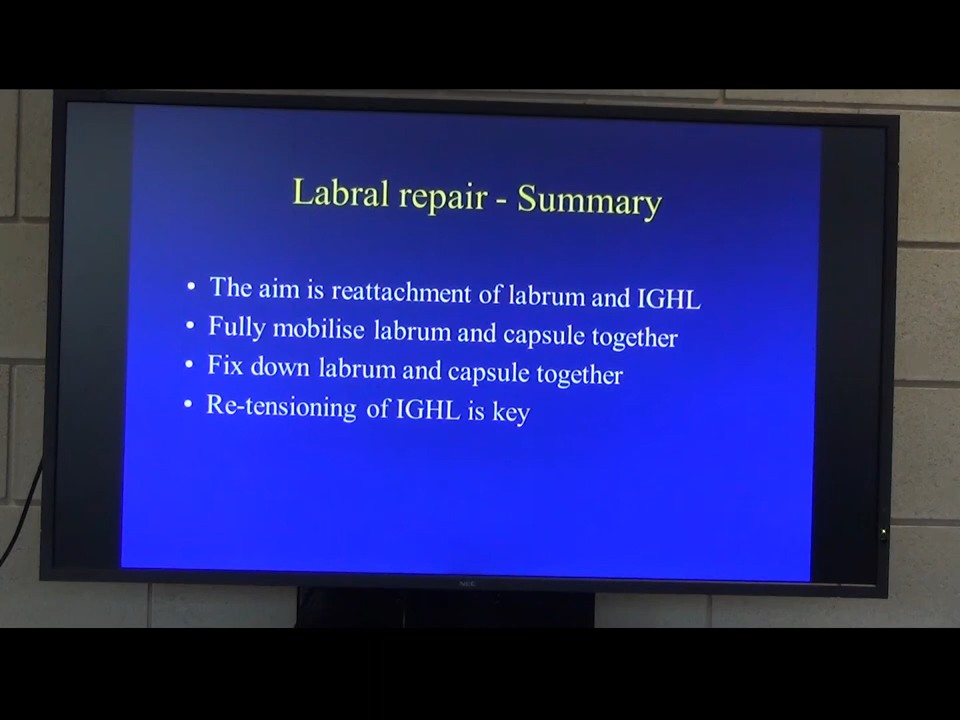 Labral repair - Summary
• The aim is reattachment of labrum and IGHL
• Fully mobilise labrum and capsule together
• Fix down labrum and capsule together
• Re-tensioning of IGHL is key
NEC